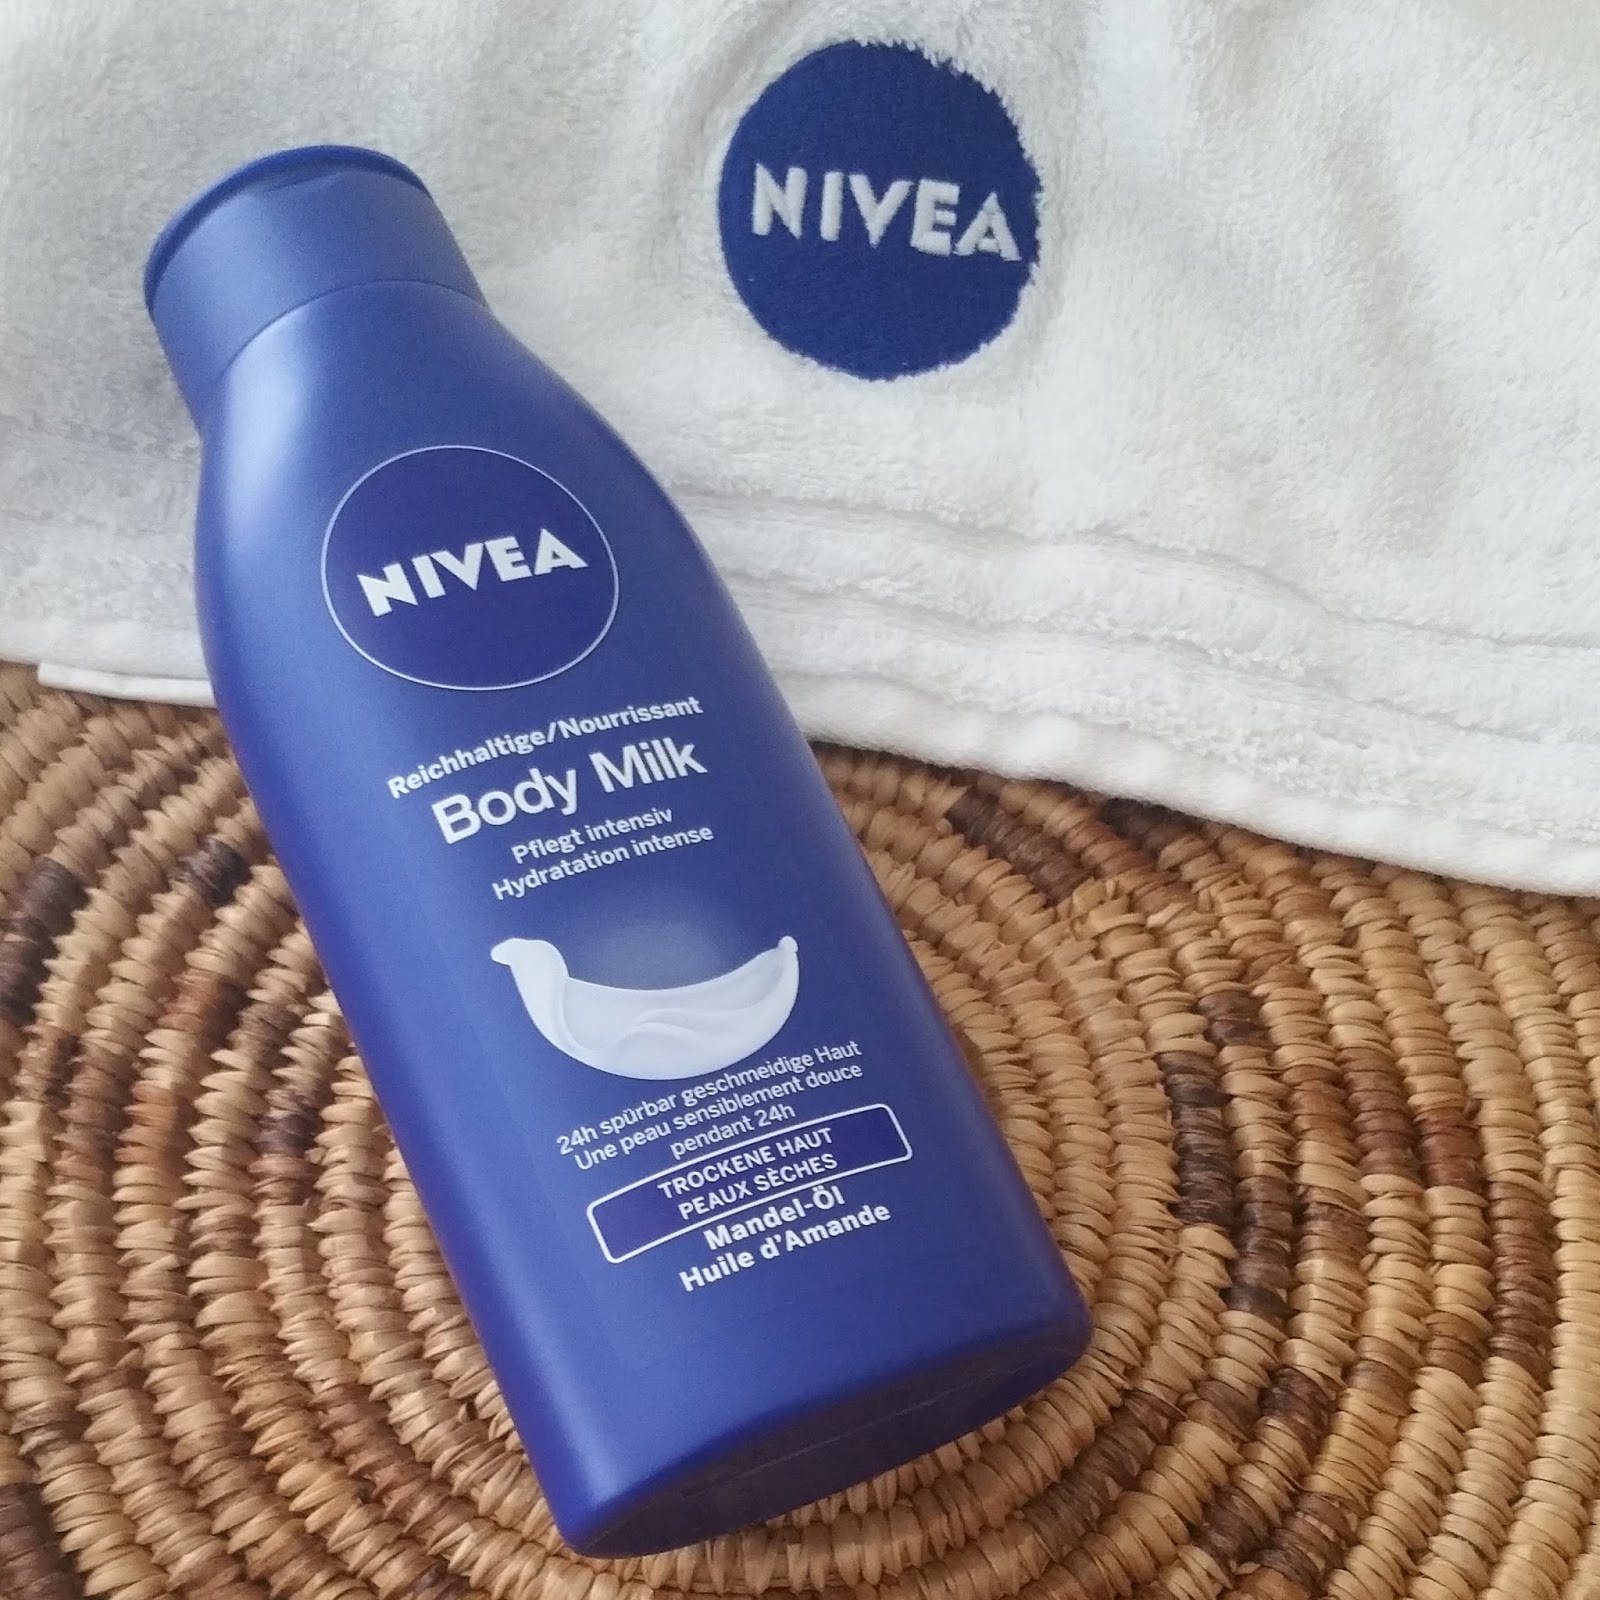 NIVEA
NIVEA
Reichhaltige/Nourrissant
Body Milk
Pflegt intensiv
Hydratation intense
24h spürbar geschmeidige Haut
Une peau sensiblement douce
pendant 24h
TROCKENE HAUT
PEAUX SÈCHES
Mandel-Öl
Huile d'Amande